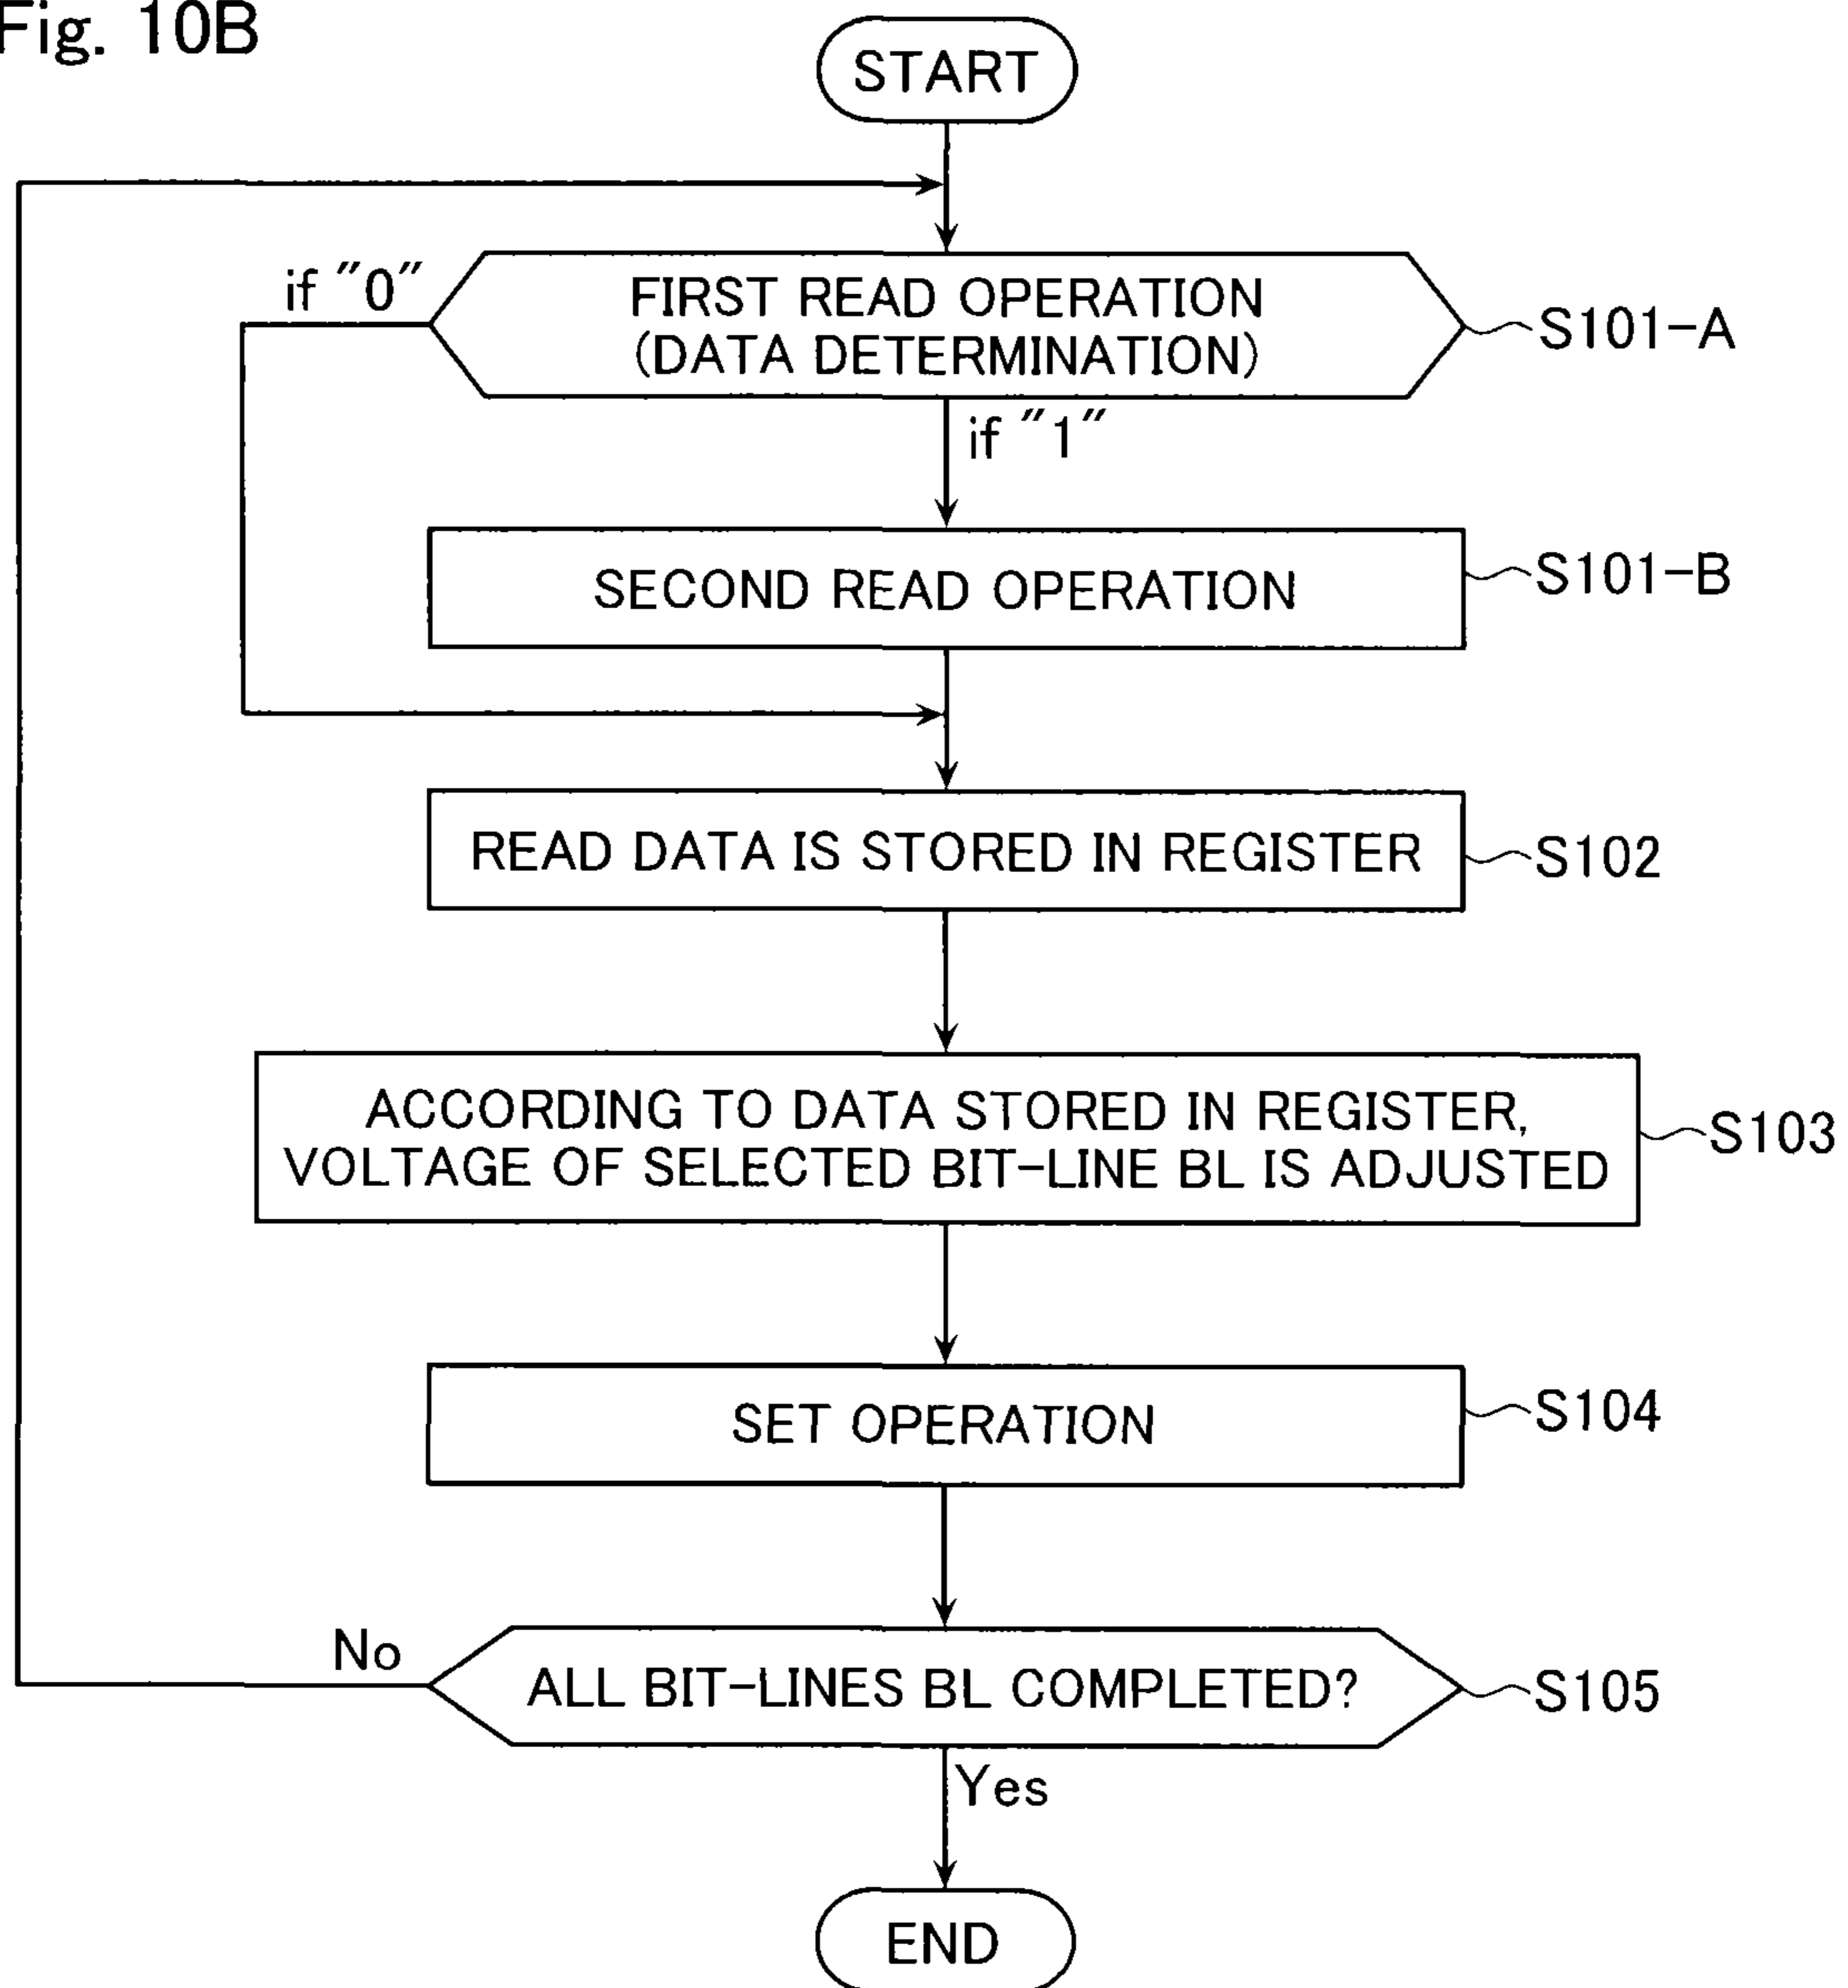 Fig. 10B
START
if "0"
FIRST READ OPERATION
(DATA DETERMINATION)
S101-A
if "1"
SECOND READ OPERATION
S101-B
READ DATA IS STORED IN REGISTER
S102
ACCORDING TO DATA STORED IN REGISTER,
VOLTAGE OF SELECTED BIT-LINE BL IS ADJUSTED
S103
SET OPERATION
S104
No
ALL BIT-LINES BL COMPLETED?
S105
Yes
END